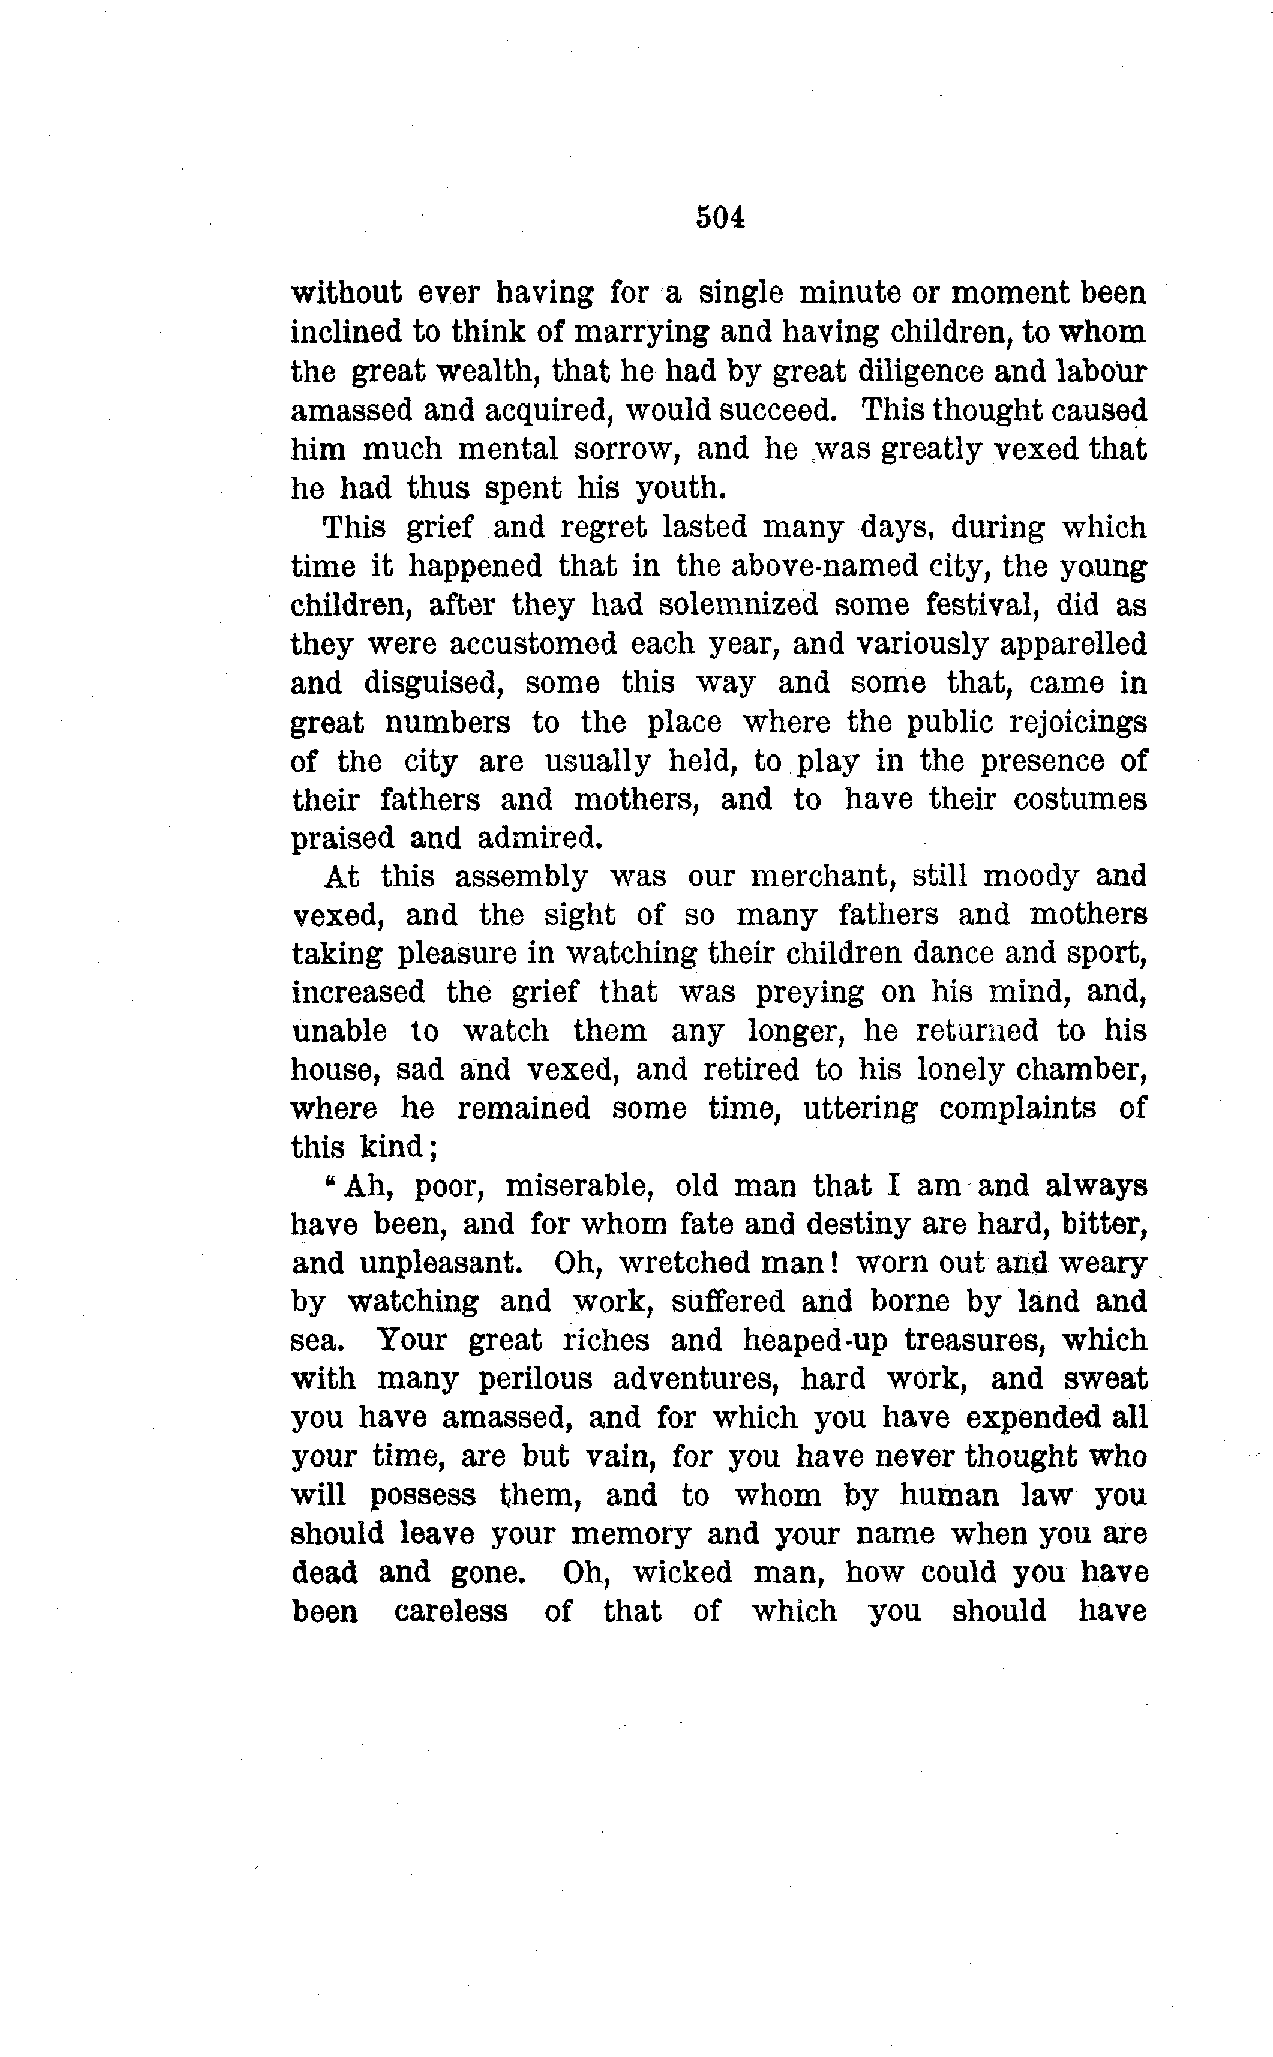 504
without ever having for a single minute or moment been
inclined to think of marrying and having children, to whom
the great wealth, that he had by great diligence and labour
amassed and acquired, would succeed. This thought caused
him much mental sorrow, and he was greatly vexed that
he had thus spent his youth.
This grief and regret lasted many days, during which
time it happened that in the above-named city, the young
children, after they had solemnized some festival, did as
they were accustomed each year, and variously apparelled
and disguised, some this way and some that, came in
great numbers to the place where the public rejoicings
of the city are usually held, to play in the presence of
their fathers and mothers, and to have their costumes
praised and admired.
At this assembly was our merchant, still moody and
vexed, and the sight of so many fathers and mothers
taking pleasure in watching their children dance and sport,
increased the grief that was preying on his mind, and,
unable to watch them any longer, he returned to his
house, sad and vexed, and retired to his lonely chamber,
where he remained some time, uttering complaints of
this kind;
“Ah, poor, miserable, old man that I am and always
have been, and for whom fate and destiny are hard, bitter,
and unpleasant. Oh, wretched man! worn out and weary
by watching and work, suffered and borne by land and
sea. Your great riches and heaped-up treasures, which
with many perilous adventures, hard work, and sweat
you have amassed, and for which you have expended all
your time, are but vain, for you have never thought who
will possess them, and to whom by human law you
should leave your memory and your name when you are
dead and gone. Oh, wicked man, how could you have
been careless of that of which you should have